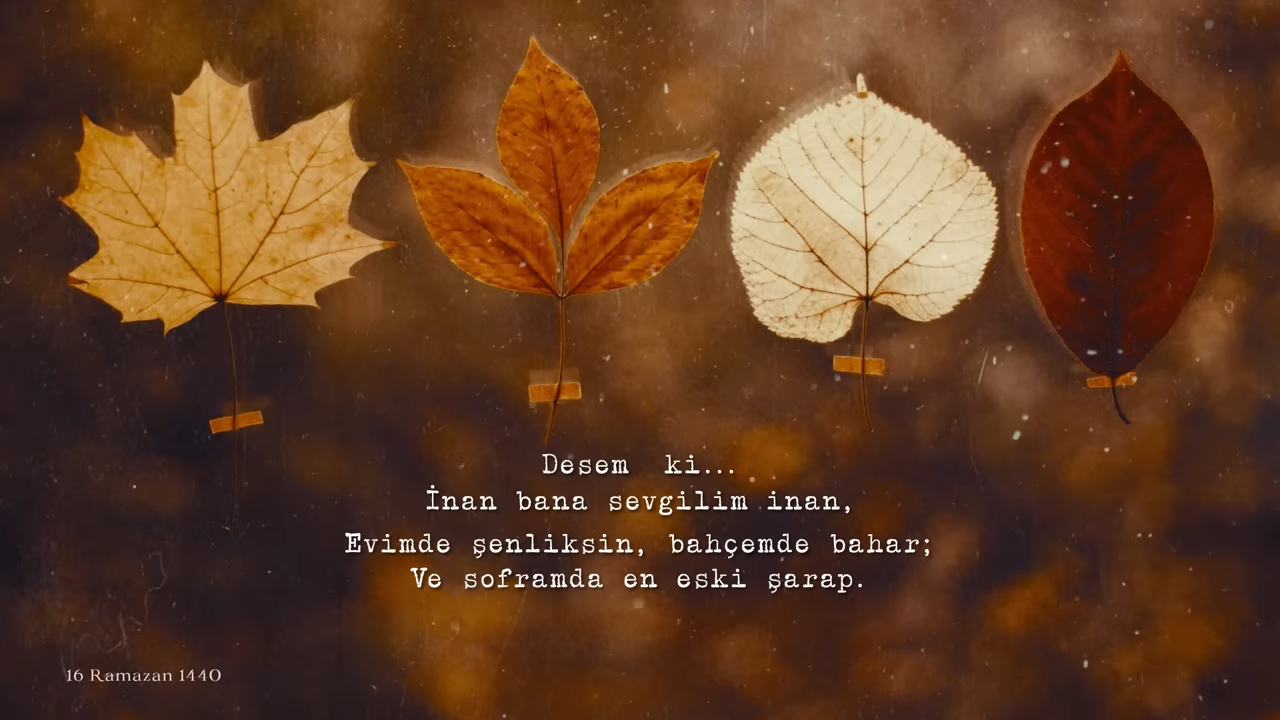 Desem ki...
İnan bana sevgilim inan,
Evimde şenliksin, bahçemde bahar;
Ve soframda en eski şarap.
16 Ramazan 1440